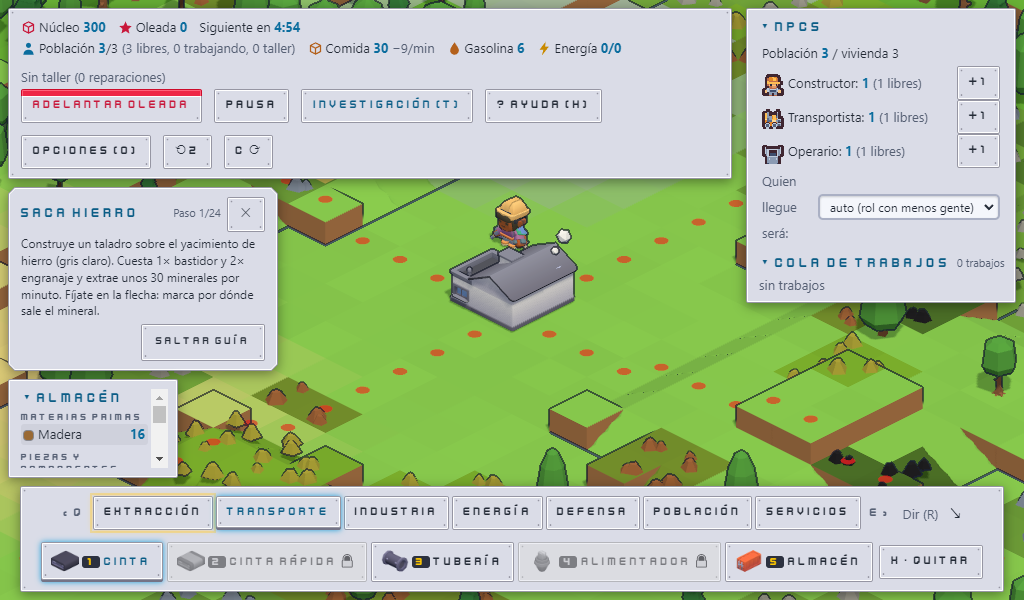 Núcleo 300 Oleada 0 Siguiente en 4:54
Población 3/3 (3 libres, 0 trabajando, 0 taller) Comida 30 −9/min Gasolina 6 Energía 0/0
Sin taller (0 reparaciones)
ADELANTAR OLEADA PAUSA INVESTIGACIÓN (T) ? AYUDA (H)
OPCIONES (O) 2 C
NPCS
Población 3 / vivienda 3
Constructor: 1 (1 libres) +1
Transportista: 1 (1 libres) +1
Operario: 1 (1 libres) +1
Quien
llegue auto (rol con menos gente)
será:
COLA DE TRABAJOS 0 trabajos
sin trabajos
SACA HIERRO Paso 1/24
Construye un taladro sobre el yacimiento de
hierro (gris claro). Cuesta 1× bastidor y 2×
engranaje y extrae unos 30 minerales por
minuto. Fíjate en la flecha: marca por dónde
sale el mineral.
SALTAR GUÍA
ALMACÉN
MATERIAS PRIMAS
Madera 16
PIEZAS Y
COMPONENTES
‹ Q EXTRACCIÓN TRANSPORTE INDUSTRIA ENERGÍA DEFENSA POBLACIÓN SERVICIOS E › Dir (R) ↘
1 CINTA 2 CINTA RÁPIDA 3 TUBERÍA 4 ALIMENTADOR 5 ALMACÉN X · QUITAR